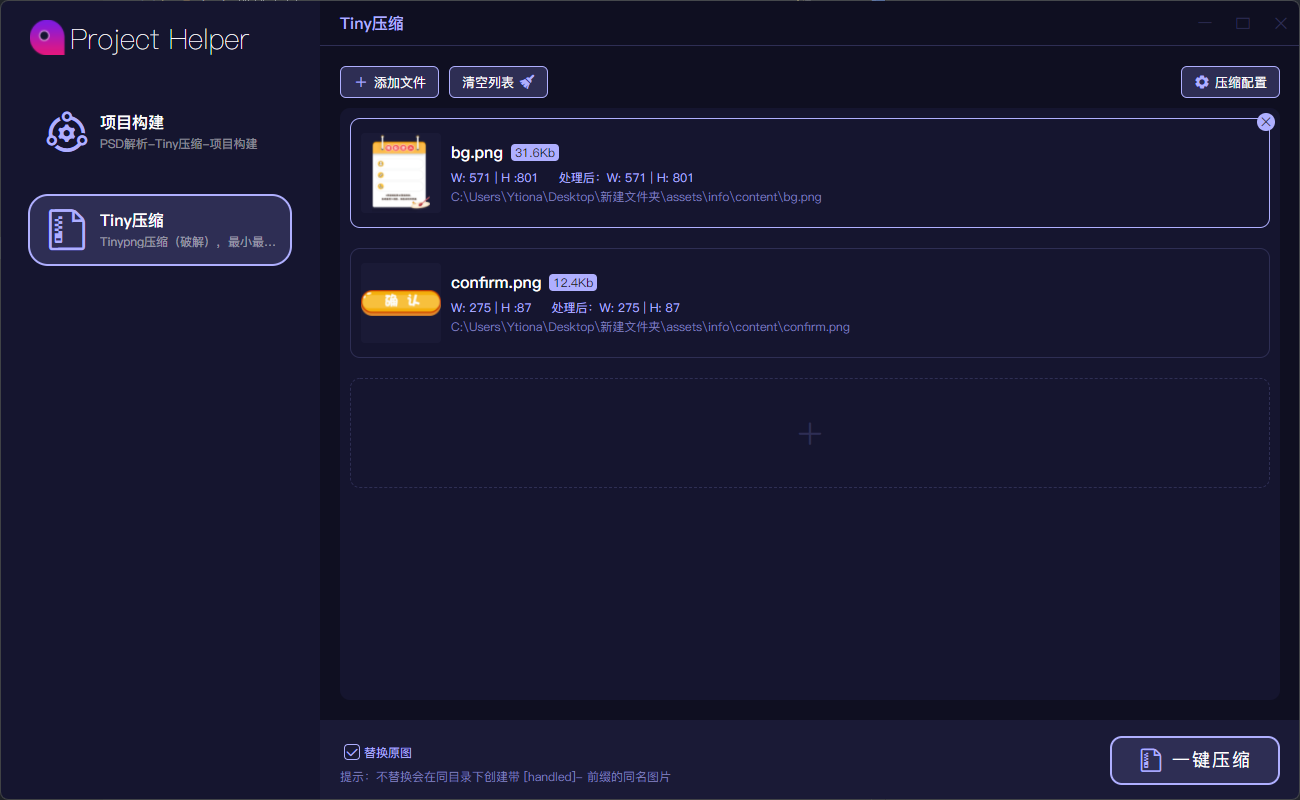 Project Helper
项目构建
PSD解析-Tiny压缩-项目构建
Tiny压缩
Tinypng压缩（破解），最小最...
Tiny压缩
添加文件
清空列表
压缩配置
bg.png 31.6Kb
W: 571 | H :801 处理后：W: 571 | H: 801
C:\Users\Ytiona\Desktop\新建文件夹\assets\info\content\bg.png
确 认
confirm.png 12.4Kb
W: 275 | H :87 处理后：W: 275 | H: 87
C:\Users\Ytiona\Desktop\新建文件夹\assets\info\content\confirm.png
替换原图
提示：不替换会在同目录下创建带 [handled]- 前缀的同名图片
一键压缩